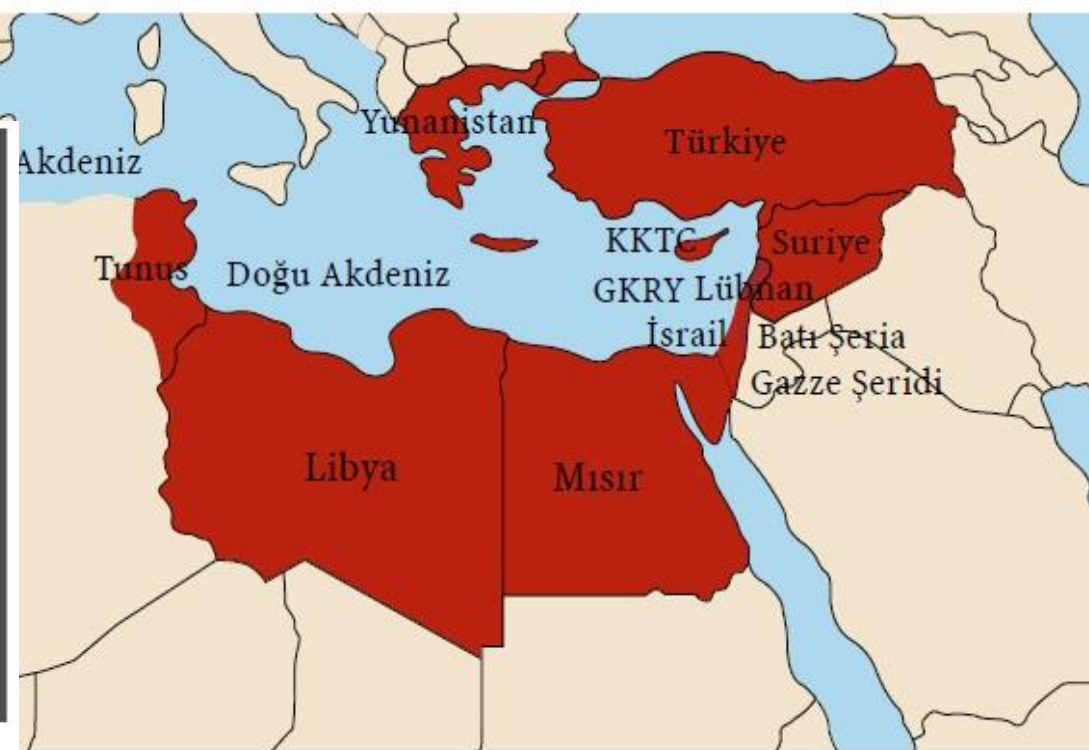 Yunanistan
Türkiye
Akdeniz
KKTC
Suriye
Tunus
Doğu Akdeniz
GKRY Lübnan
İsrail
Batı Şeria
Gazze Şeridi
Libya
Mısır